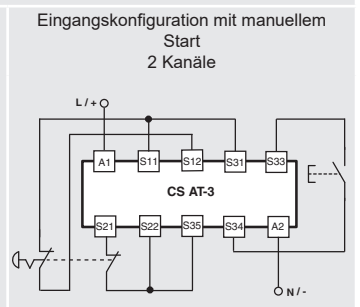 Eingangskonfiguration mit manuellem
Start
2 Kanäle
L / +
A1 S11 S12 S31 S33
CS AT-3
S21 S22 S35 S34 A2
N / -